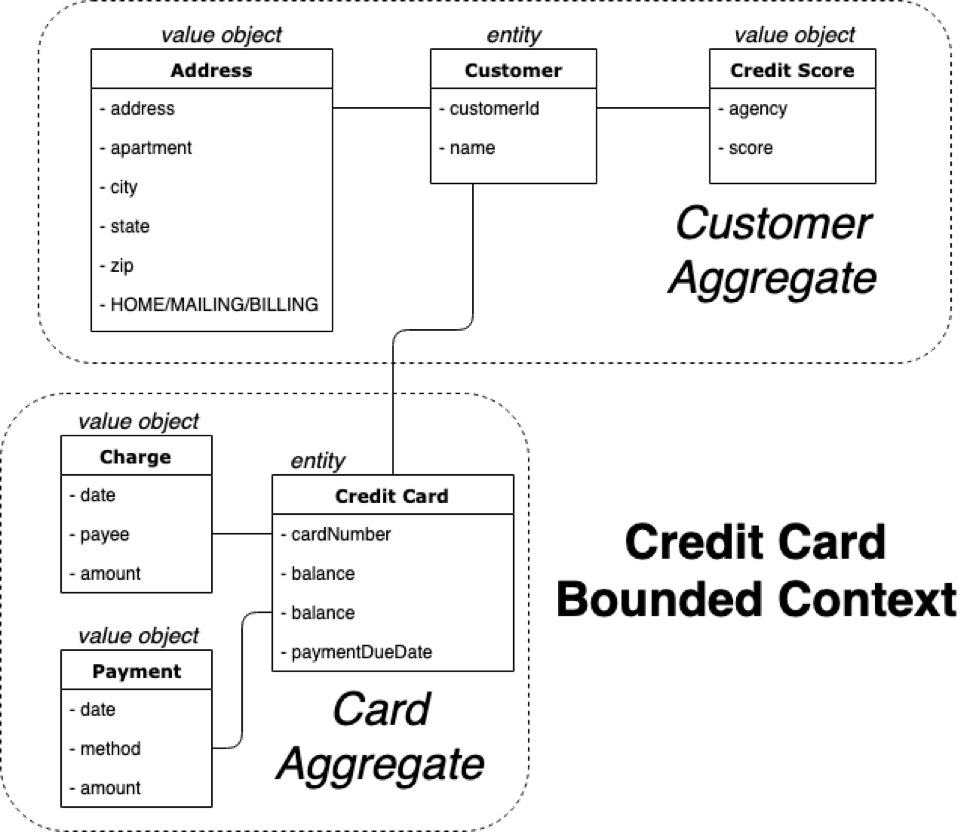 value object
Address
- address
- apartment
- city
- state
- zip
- HOME/MAILING/BILLING
entity
Customer
- customerId
- name
value object
Credit Score
- agency
- score
Customer
Aggregate
value object
Charge
- date
- payee
- amount
entity
Credit Card
- cardNumber
- balance
- balance
- paymentDueDate
value object
Payment
- date
- method
- amount
Card
Aggregate
Credit Card
Bounded Context